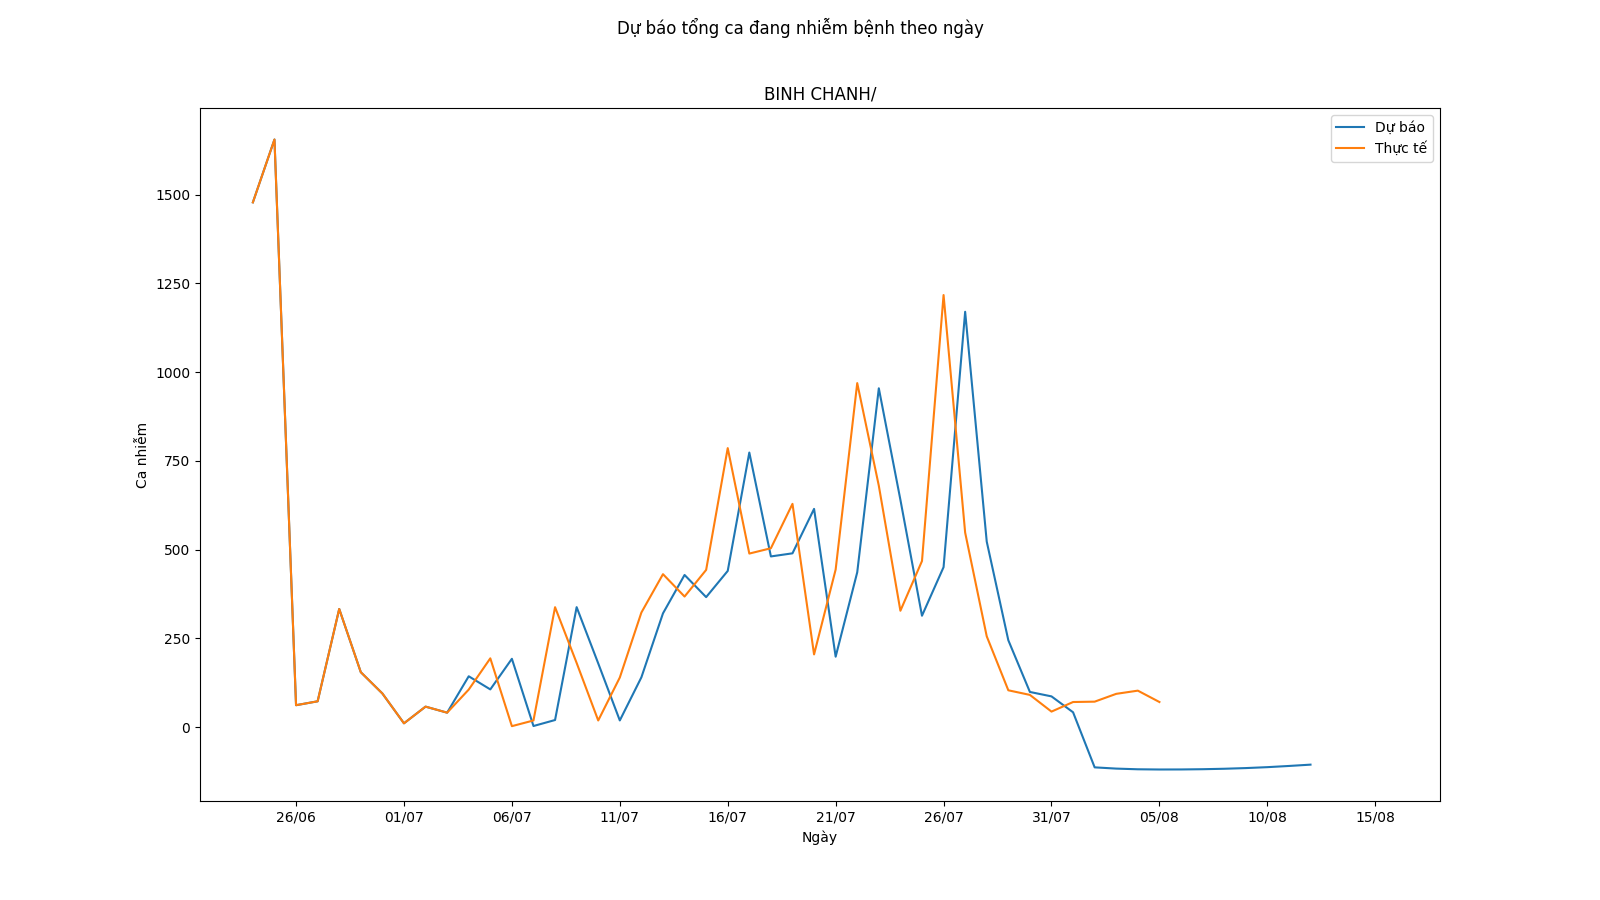 Dự báo tổng ca đang nhiễm bệnh theo ngày
BINH CHANH/
Dự báo
Thực tế
1500
1250
1000
750
500
250
0
Ca nhiễm
26/06 01/07 06/07 11/07 16/07 21/07 26/07 31/07 05/08 10/08 15/08
Ngày